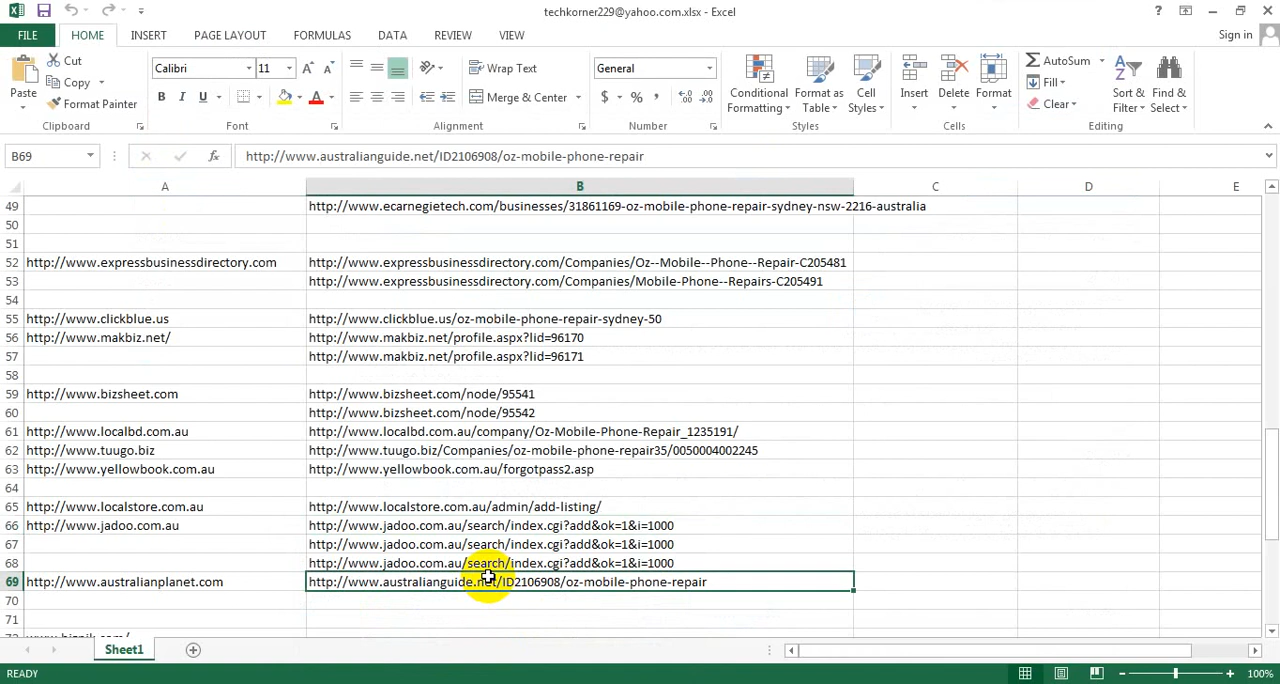 techkorner229@yahoo.com.xlsx - Excel
?
FILE HOME INSERT PAGE LAYOUT FORMULAS DATA REVIEW VIEW Sign in
Paste
Cut
Copy
Format Painter
Clipboard
Calibri 11
B I U A
Font
Wrap Text
Merge & Center
Alignment
General
$ % ,
Number
Conditional Formatting
Format as Table
Cell Styles
Styles
Insert Delete Format
Cells
AutoSum
Fill
Clear
Sort & Filter
Find & Select
Editing
B69 fx http://www.australianguide.net/ID2106908/oz-mobile-phone-repair
A B C D E
49 http://www.ecarnegietech.com/businesses/31861169-oz-mobile-phone-repair-sydney-nsw-2216-australia
50
51
52 http://www.expressbusinessdirectory.com http://www.expressbusinessdirectory.com/Companies/Oz--Mobile--Phone--Repair-C205481
53 http://www.expressbusinessdirectory.com/Companies/Mobile-Phone--Repairs-C205491
54
55 http://www.clickblue.us http://www.clickblue.us/oz-mobile-phone-repair-sydney-50
56 http://www.makbiz.net/ http://www.makbiz.net/profile.aspx?lid=96170
57 http://www.makbiz.net/profile.aspx?lid=96171
58
59 http://www.bizsheet.com http://www.bizsheet.com/node/95541
60 http://www.bizsheet.com/node/95542
61 http://www.localbd.com.au http://www.localbd.com.au/company/Oz-Mobile-Phone-Repair_1235191/
62 http://www.tuugo.biz http://www.tuugo.biz/Companies/oz-mobile-phone-repair35/0050004002245
63 http://www.yellowbook.com.au http://www.yellowbook.com.au/forgotpass2.asp
64
65 http://www.localstore.com.au http://www.localstore.com.au/admin/add-listing/
66 http://www.jadoo.com.au http://www.jadoo.com.au/search/index.cgi?add&ok=1&i=1000
67 http://www.jadoo.com.au/search/index.cgi?add&ok=1&i=1000
68 http://www.jadoo.com.au/search/index.cgi?add&ok=1&i=1000
69 http://www.australianplanet.com http://www.australianguide.net/ID2106908/oz-mobile-phone-repair
70
71
Sheet1
READY 100%